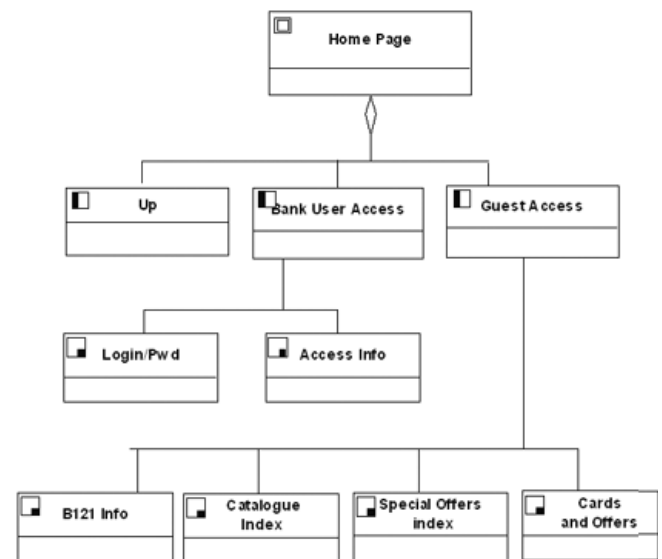 Home Page
Up
Bank User Access
Guest Access
Login/Pwd
Access Info
B121 Info
Catalogue
Index
Special Offers
index
Cards
and Offers